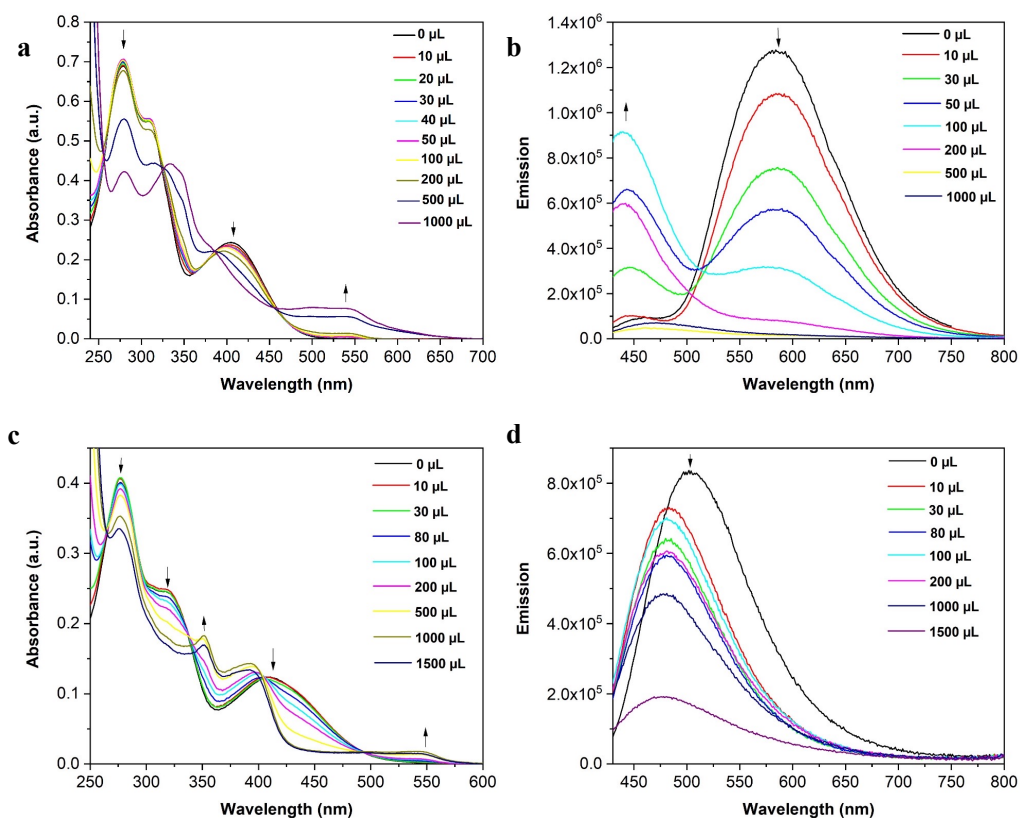 a
0.8
0.7
0.6
0.5
0.4
0.3
0.2
0.1
0.0
Absorbance (a.u.)
250 300 350 400 450 500 550 600 650 700
Wavelength (nm)
0 µL
10 µL
20 µL
30 µL
40 µL
50 µL
100 µL
200 µL
500 µL
1000 µL
b
1.4x10⁶
1.2x10⁶
1.0x10⁶
8.0x10⁵
6.0x10⁵
4.0x10⁵
2.0x10⁵
0.0
Emission
450 500 550 600 650 700 750 800
Wavelength (nm)
0 µL
10 µL
30 µL
50 µL
100 µL
200 µL
500 µL
1000 µL
c
0.4
0.3
0.2
0.1
0.0
Absorbance (a.u.)
250 300 350 400 450 500 550 600
Wavelength (nm)
0 µL
10 µL
30 µL
80 µL
100 µL
200 µL
500 µL
1000 µL
1500 µL
d
8.0x10⁵
6.0x10⁵
4.0x10⁵
2.0x10⁵
0.0
Emission
450 500 550 600 650 700 750 800
Wavelength (nm)
0 µL
10 µL
30 µL
80 µL
100 µL
200 µL
1000 µL
1500 µL